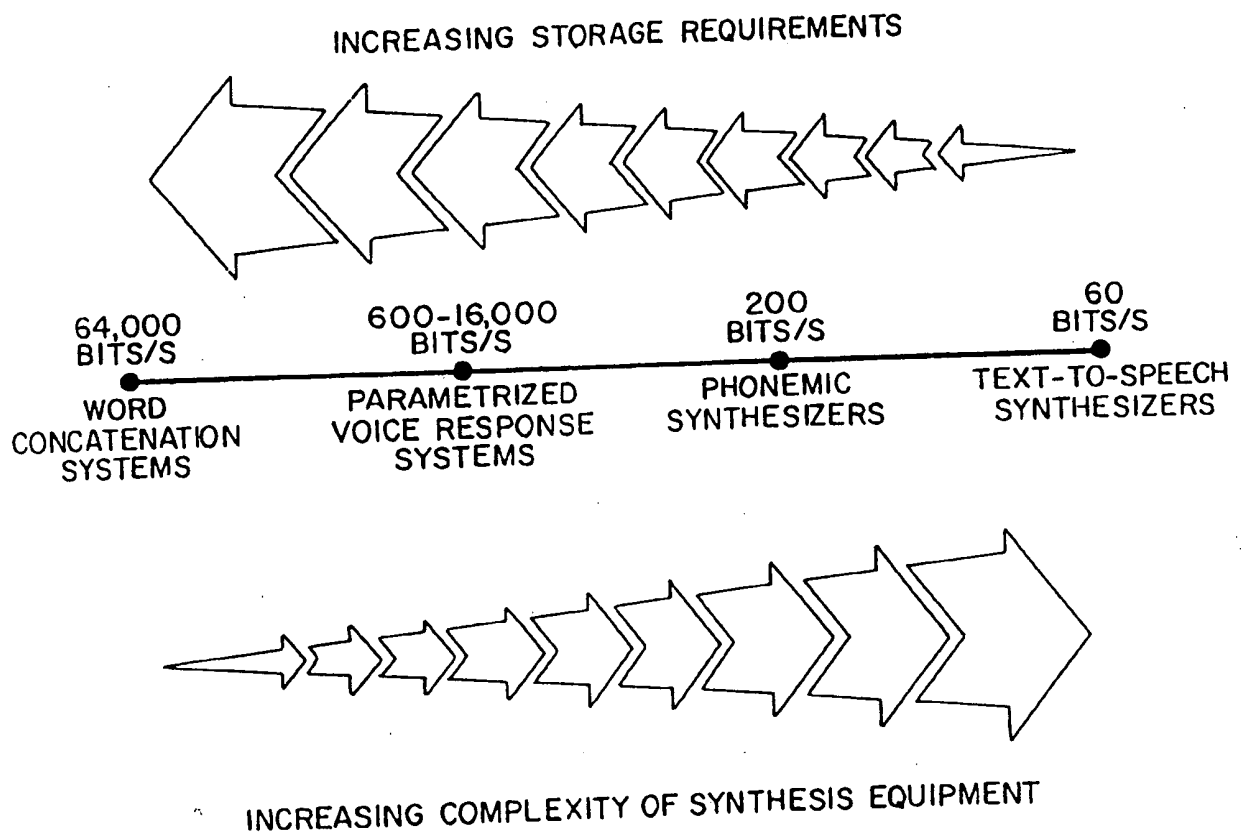 INCREASING STORAGE REQUIREMENTS
64,000
BITS/S
600-16,000
BITS/S
200
BITS/S
60
BITS/S
WORD
CONCATENATION
SYSTEMS
PARAMETRIZED
VOICE RESPONSE
SYSTEMS
PHONEMIC
SYNTHESIZERS
TEXT-TO-SPEECH
SYNTHESIZERS
INCREASING COMPLEXITY OF SYNTHESIS EQUIPMENT